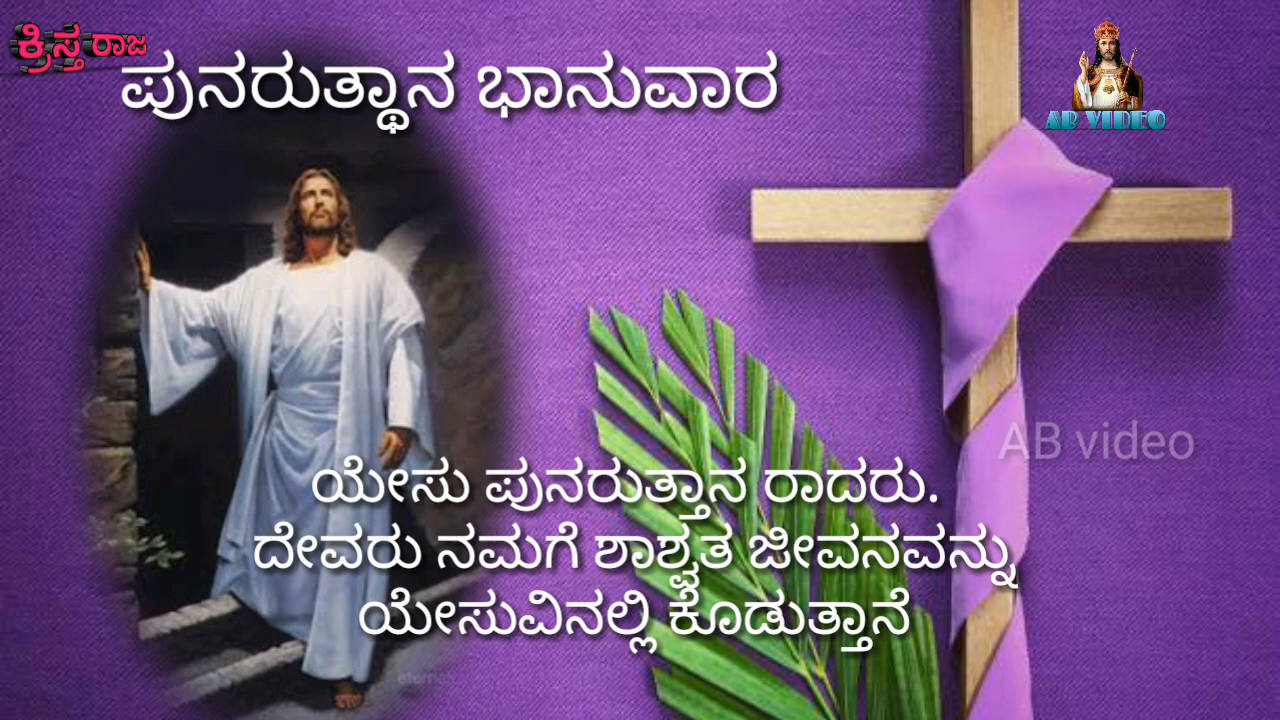 ಕ್ರಿಸ್ತ ರಾಜ
ಪುನರುತ್ಥಾನ ಭಾನುವಾರ
AB VIDEO
AB video
ಯೇಸು ಪುನರುತ್ತಾನ ರಾದರು.
ದೇವರು ನಮಗೆ ಶಾಶ್ವತ ಜೀವನವನ್ನು
ಯೇಸುವಿನಲ್ಲಿ ಕೊಡುತ್ತಾನೆ